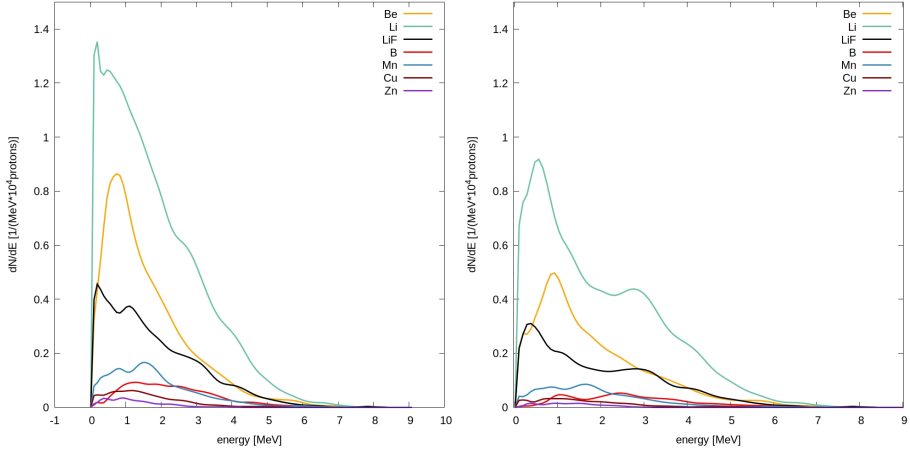 1.4
1.2
1
0.8
0.6
0.4
0.2
0
dN/dE [1/(MeV*10⁴protons)]
Be
Li
LiF
B
Mn
Cu
Zn
-1 0 1 2 3 4 5 6 7 8 9 10
energy [MeV]
1.4
1.2
1
0.8
0.6
0.4
0.2
0
dN/dE [1/(MeV*10⁴protons)]
Be
Li
LiF
B
Mn
Cu
Zn
0 1 2 3 4 5 6 7 8 9
energy [MeV]